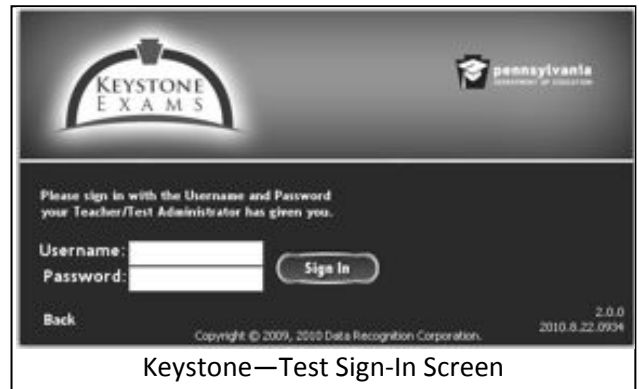 KEYSTONE
EXAMS
pennsylvania
DEPARTMENT OF EDUCATION
Please sign in with the Username and Password
your Teacher/Test Administrator has given you.
Username:
Password:
Sign In
Back
2.0.0
Copyright © 2009, 2010 Data Recognition Corporation.
2010.8.22.0934
Keystone—Test Sign-In Screen